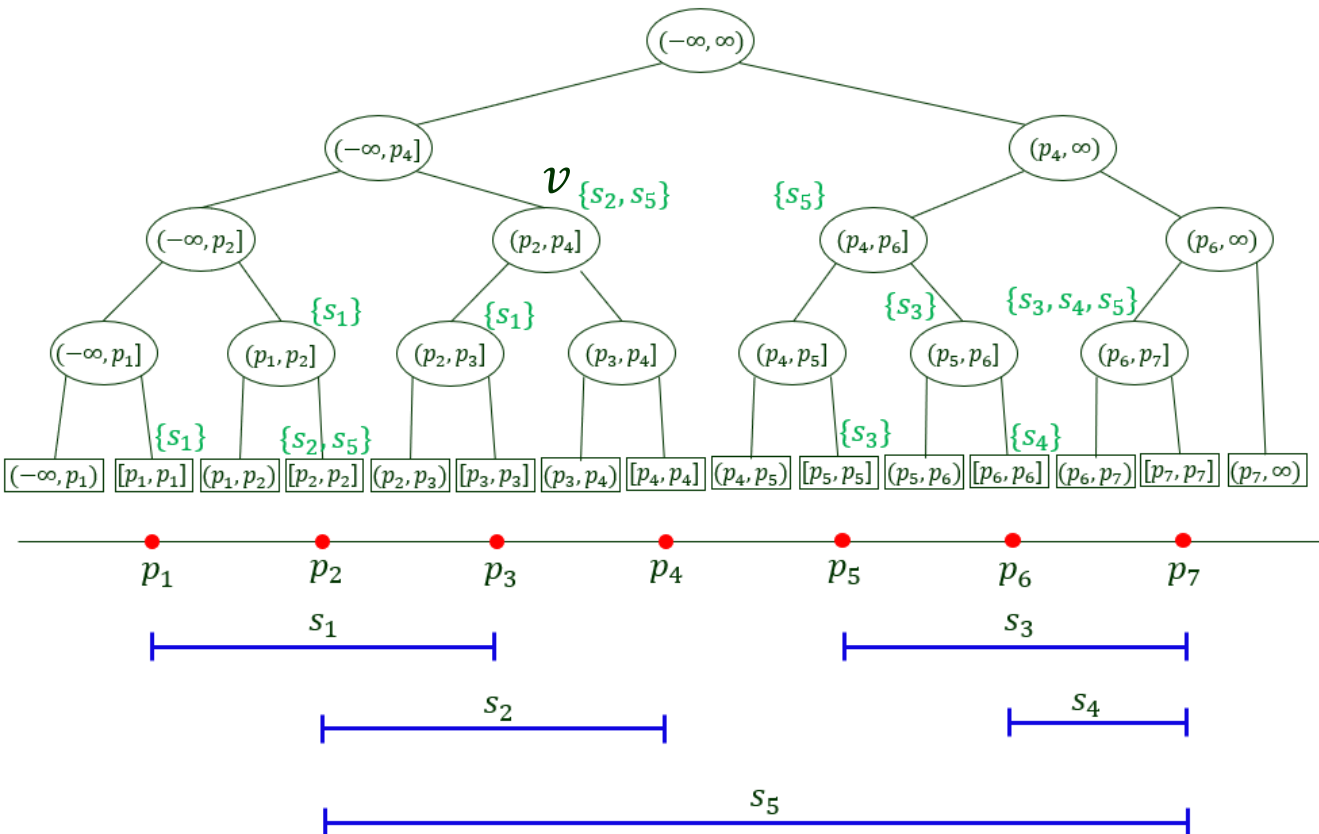 (−∞, ∞)
(−∞, p₄] (p₄, ∞)
v {s₂, s₅} {s₅}
(−∞, p₂] (p₂, p₄] (p₄, p₆] (p₆, ∞)
{s₁} {s₁} {s₃} {s₃, s₄, s₅}
(−∞, p₁] (p₁, p₂] (p₂, p₃] (p₃, p₄] (p₄, p₅] (p₅, p₆] (p₆, p₇]
{s₁} {s₂, s₅} {s₃} {s₄}
(−∞, p₁) [p₁, p₁] (p₁, p₂) [p₂, p₂] (p₂, p₃) [p₃, p₃] (p₃, p₄) [p₄, p₄] (p₄, p₅) [p₅, p₅] (p₅, p₆) [p₆, p₆] (p₆, p₇) [p₇, p₇] (p₇, ∞)
p₁ p₂ p₃ p₄ p₅ p₆ p₇
s₁ s₃
s₂ s₄
s₅